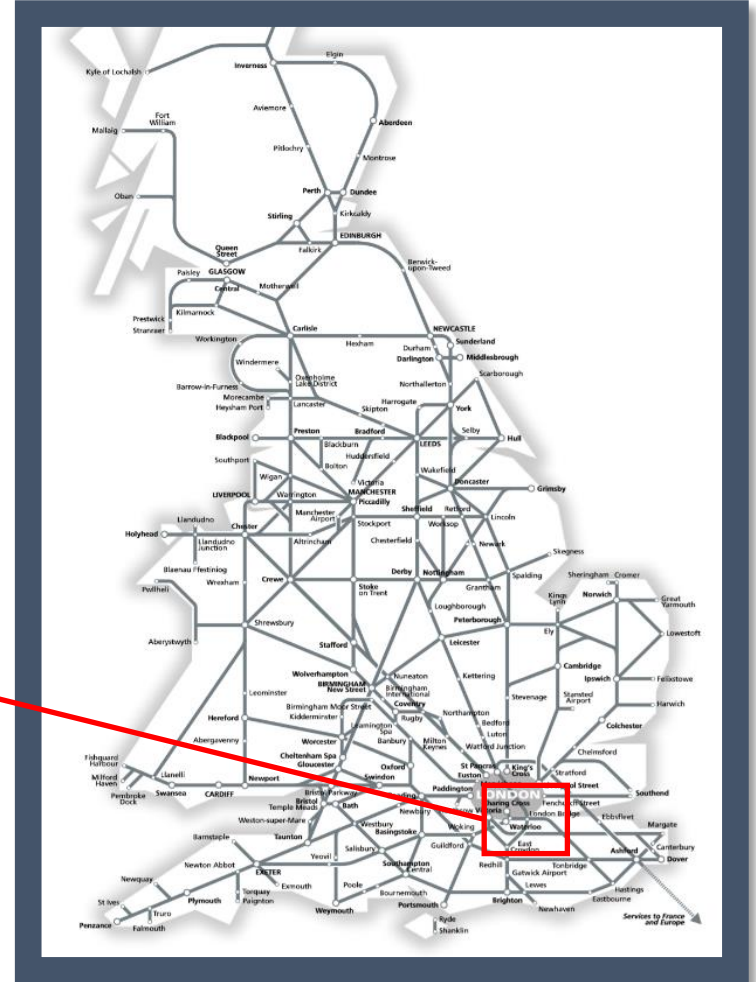 Elgin
Inverness
Kyle of Lochalsh
Aviemore
Fort
William
Mallaig
Aberdeen
Pitlochry
Montrose
Perth
Dundee
Oban
Stirling
Kirkcaldy
EDINBURGH
Queen
Street
Falkirk
Berwick-
upon-Tweed
Paisley
GLASGOW
Central
Motherwell
Prestwick
Kilmarnock
Stranraer
Carlisle
NEWCASTLE
Workington
Hexham
Sunderland
Durham
Darlington
Middlesbrough
Windermere
Oxenholme
Lake District
Scarborough
Barrow-in-Furness
Northallerton
Morecambe
Heysham Port
Lancaster
Harrogate
Skipton
York
Blackpool
Preston
Bradford
LEEDS
Selby
Hull
Blackburn
Huddersfield
Southport
Bolton
Wakefield
Wigan
Victoria
Doncaster
Grimsby
LIVERPOOL
Warrington
MANCHESTER
Piccadilly
Sheffield
Retford
Manchester
Airport
Stockport
Worksop
Lincoln
Llandudno
Chester
Holyhead
Llandudno
Junction
Altrincham
Chesterfield
Newark
Skegness
Blaenau Ffestiniog
Wrexham
Crewe
Stoke
on Trent
Derby
Nottingham
Grantham
Spalding
Sheringham
Cromer
Pwllheli
Loughborough
Kings
Lynn
Norwich
Great
Yarmouth
Shrewsbury
Peterborough
Ely
Lowestoft
Aberystwyth
Stafford
Leicester
Wolverhampton
Nuneaton
Kettering
Cambridge
BIRMINGHAM
New Street
Birmingham
International
Ipswich
Felixstowe
Leominster
Birmingham Moor Street
Coventry
Stevenage
Stansted
Airport
Harwich
Hereford
Kidderminster
Rugby
Northampton
Leamington
Spa
Bedford
Colchester
Abergavenny
Worcester
Banbury
Milton
Keynes
Luton
Cheltenham Spa
Watford Junction
Chelmsford
Fishguard
Harbour
Gloucester
Oxford
St Pancras
King's
Cross
Euston
Stratford
Milford
Haven
Llanelli
Newport
Swindon
Pembroke
Dock
Swansea
CARDIFF
Bristol Parkway
Paddington
LONDON
Southend
Bristol
Temple Meads
Bath
Charing Cross
Fenchurch Street
Newbury
Victoria
London Bridge
Ebbsfleet
Weston-super-Mare
Westbury
Woking
Waterloo
Margate
Barnstaple
Taunton
Basingstoke
Guildford
East
Croydon
Canterbury
Salisbury
Ashford
Dover
Newton Abbot
Yeovil
Redhill
Tonbridge
Newquay
EXETER
Southampton
Central
Gatwick Airport
Exmouth
Poole
Lewes
Torquay
Paignton
Bournemouth
Hastings
St Ives
Plymouth
Weymouth
Portsmouth
Brighton
Eastbourne
Truro
Newhaven
Penzance
Falmouth
Ryde
Shanklin
Services to France
and Europe